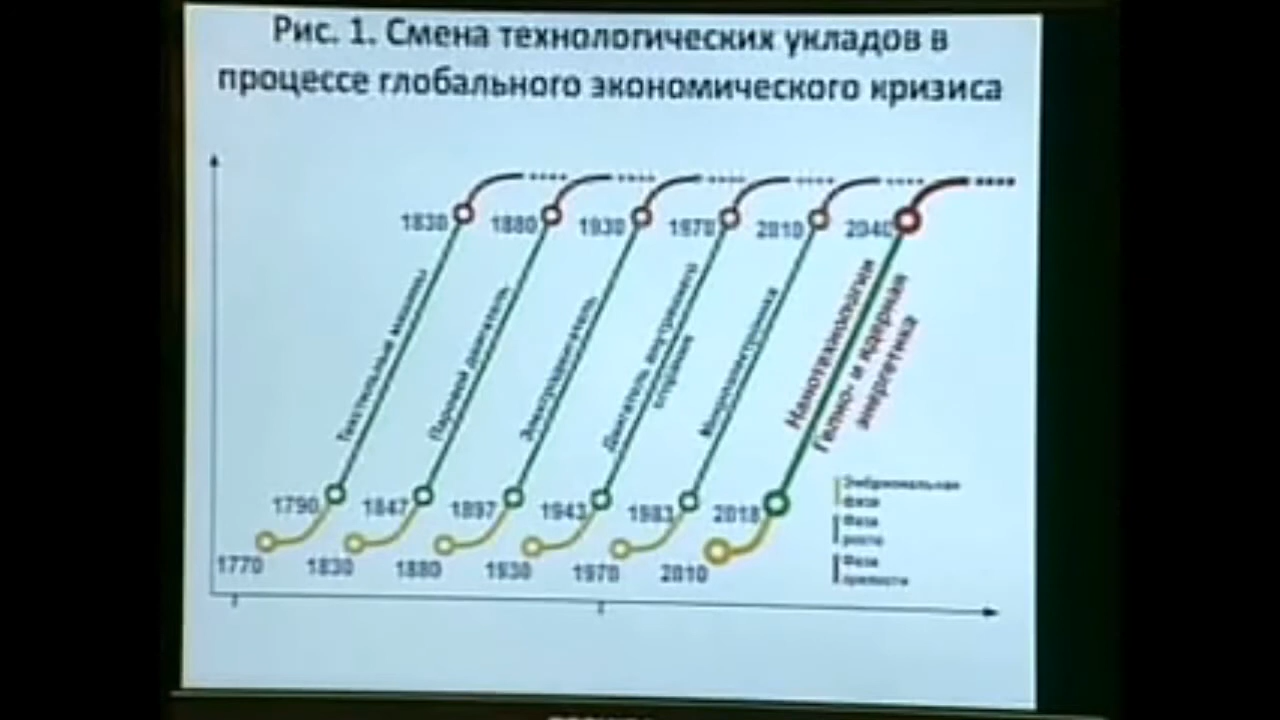 Рис. 1. Смена технологических укладов в
процессе глобального экономического кризиса
1830
1880
1930
1970
2010
2040
Текстильные машины
Паровой двигатель
Электродвигатель
Двигатель внутреннего
сгорания
Микроэлектроника
Нанотехнологии
Гелио- и ядерная
энергетика
1790
1847
1897
1943
1983
2018
1770
1830
1880
1930
1970
2010
Эмбриональная
фаза
Фаза
роста
Фаза
зрелости